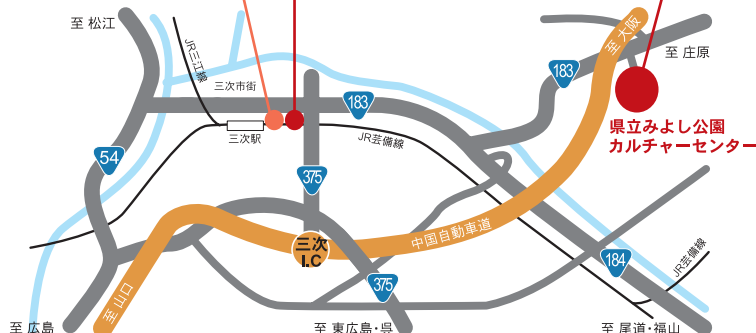 至 松江
JR三江線
三次市街
183
三次駅
54
375
JR芸備線
183
至 大阪
至 庄原
県立みよし公園
カルチャーセンター
三次
I.C
中国自動車道
至 山口
375
184
JR芸備線
至 広島
至 東広島・呉
至 尾道・福山